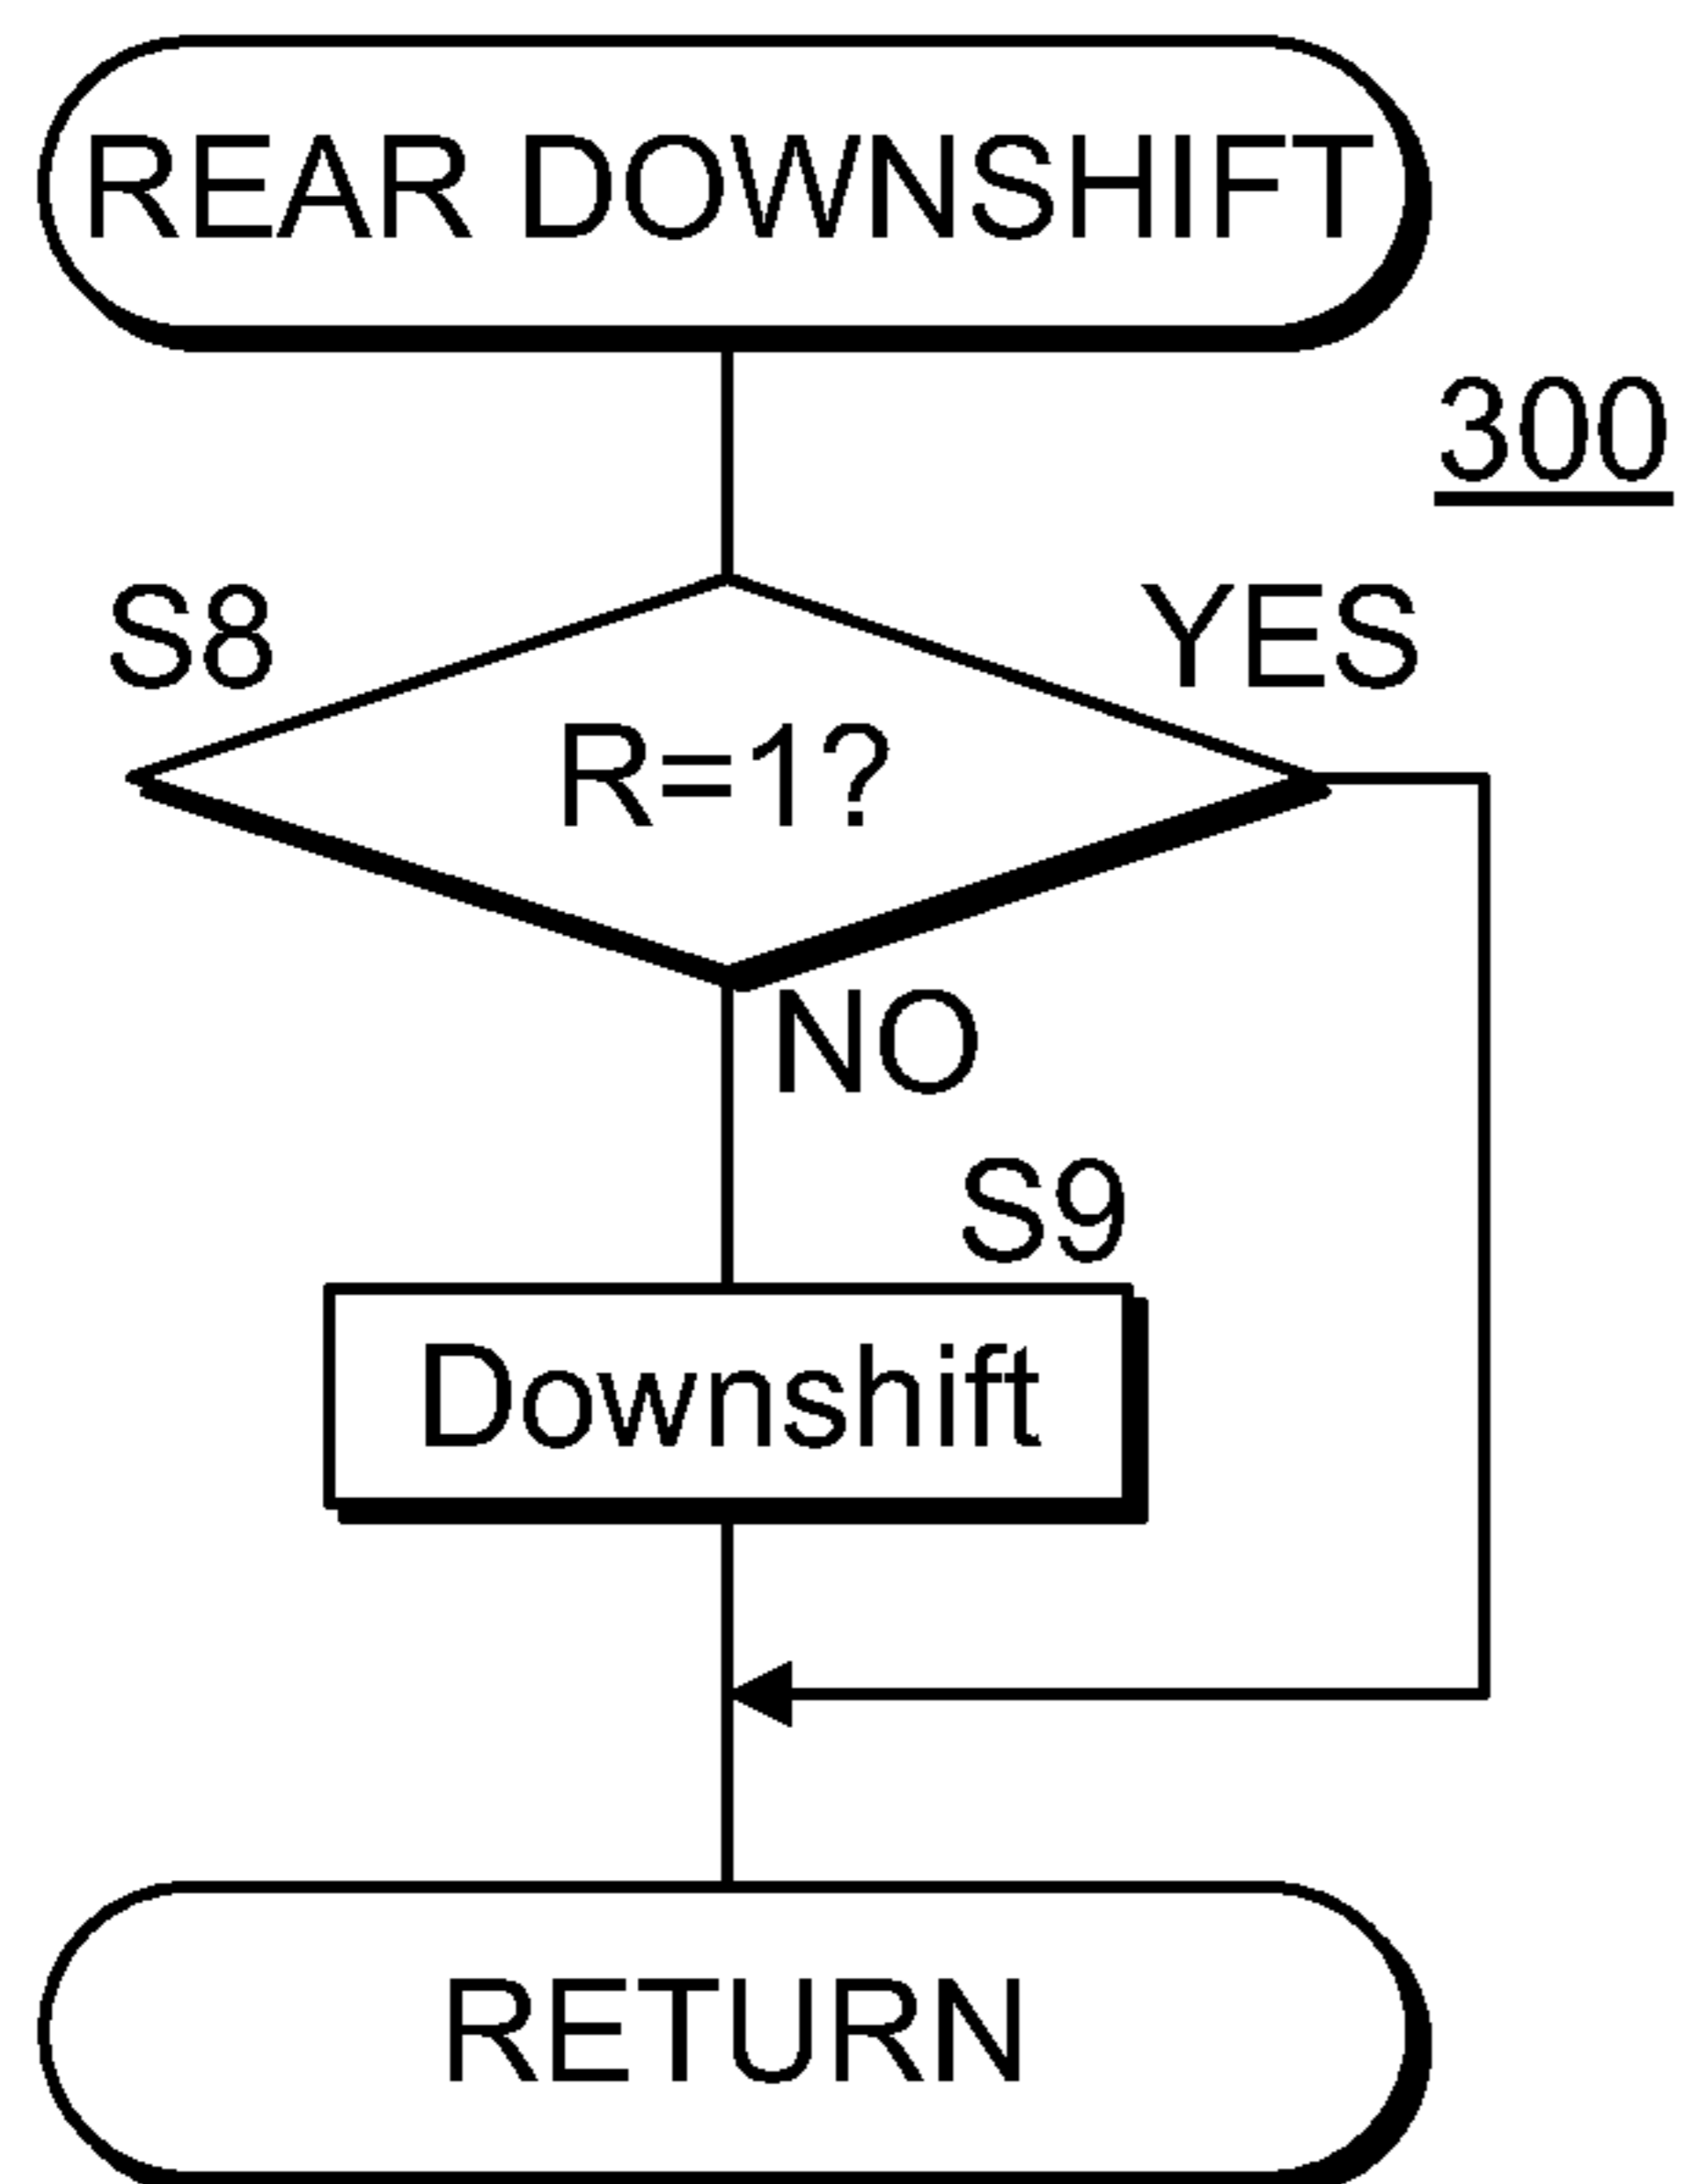 REAR DOWNSHIFT
300
S8
YES
R=1?
NO
S9
Downshift
RETURN